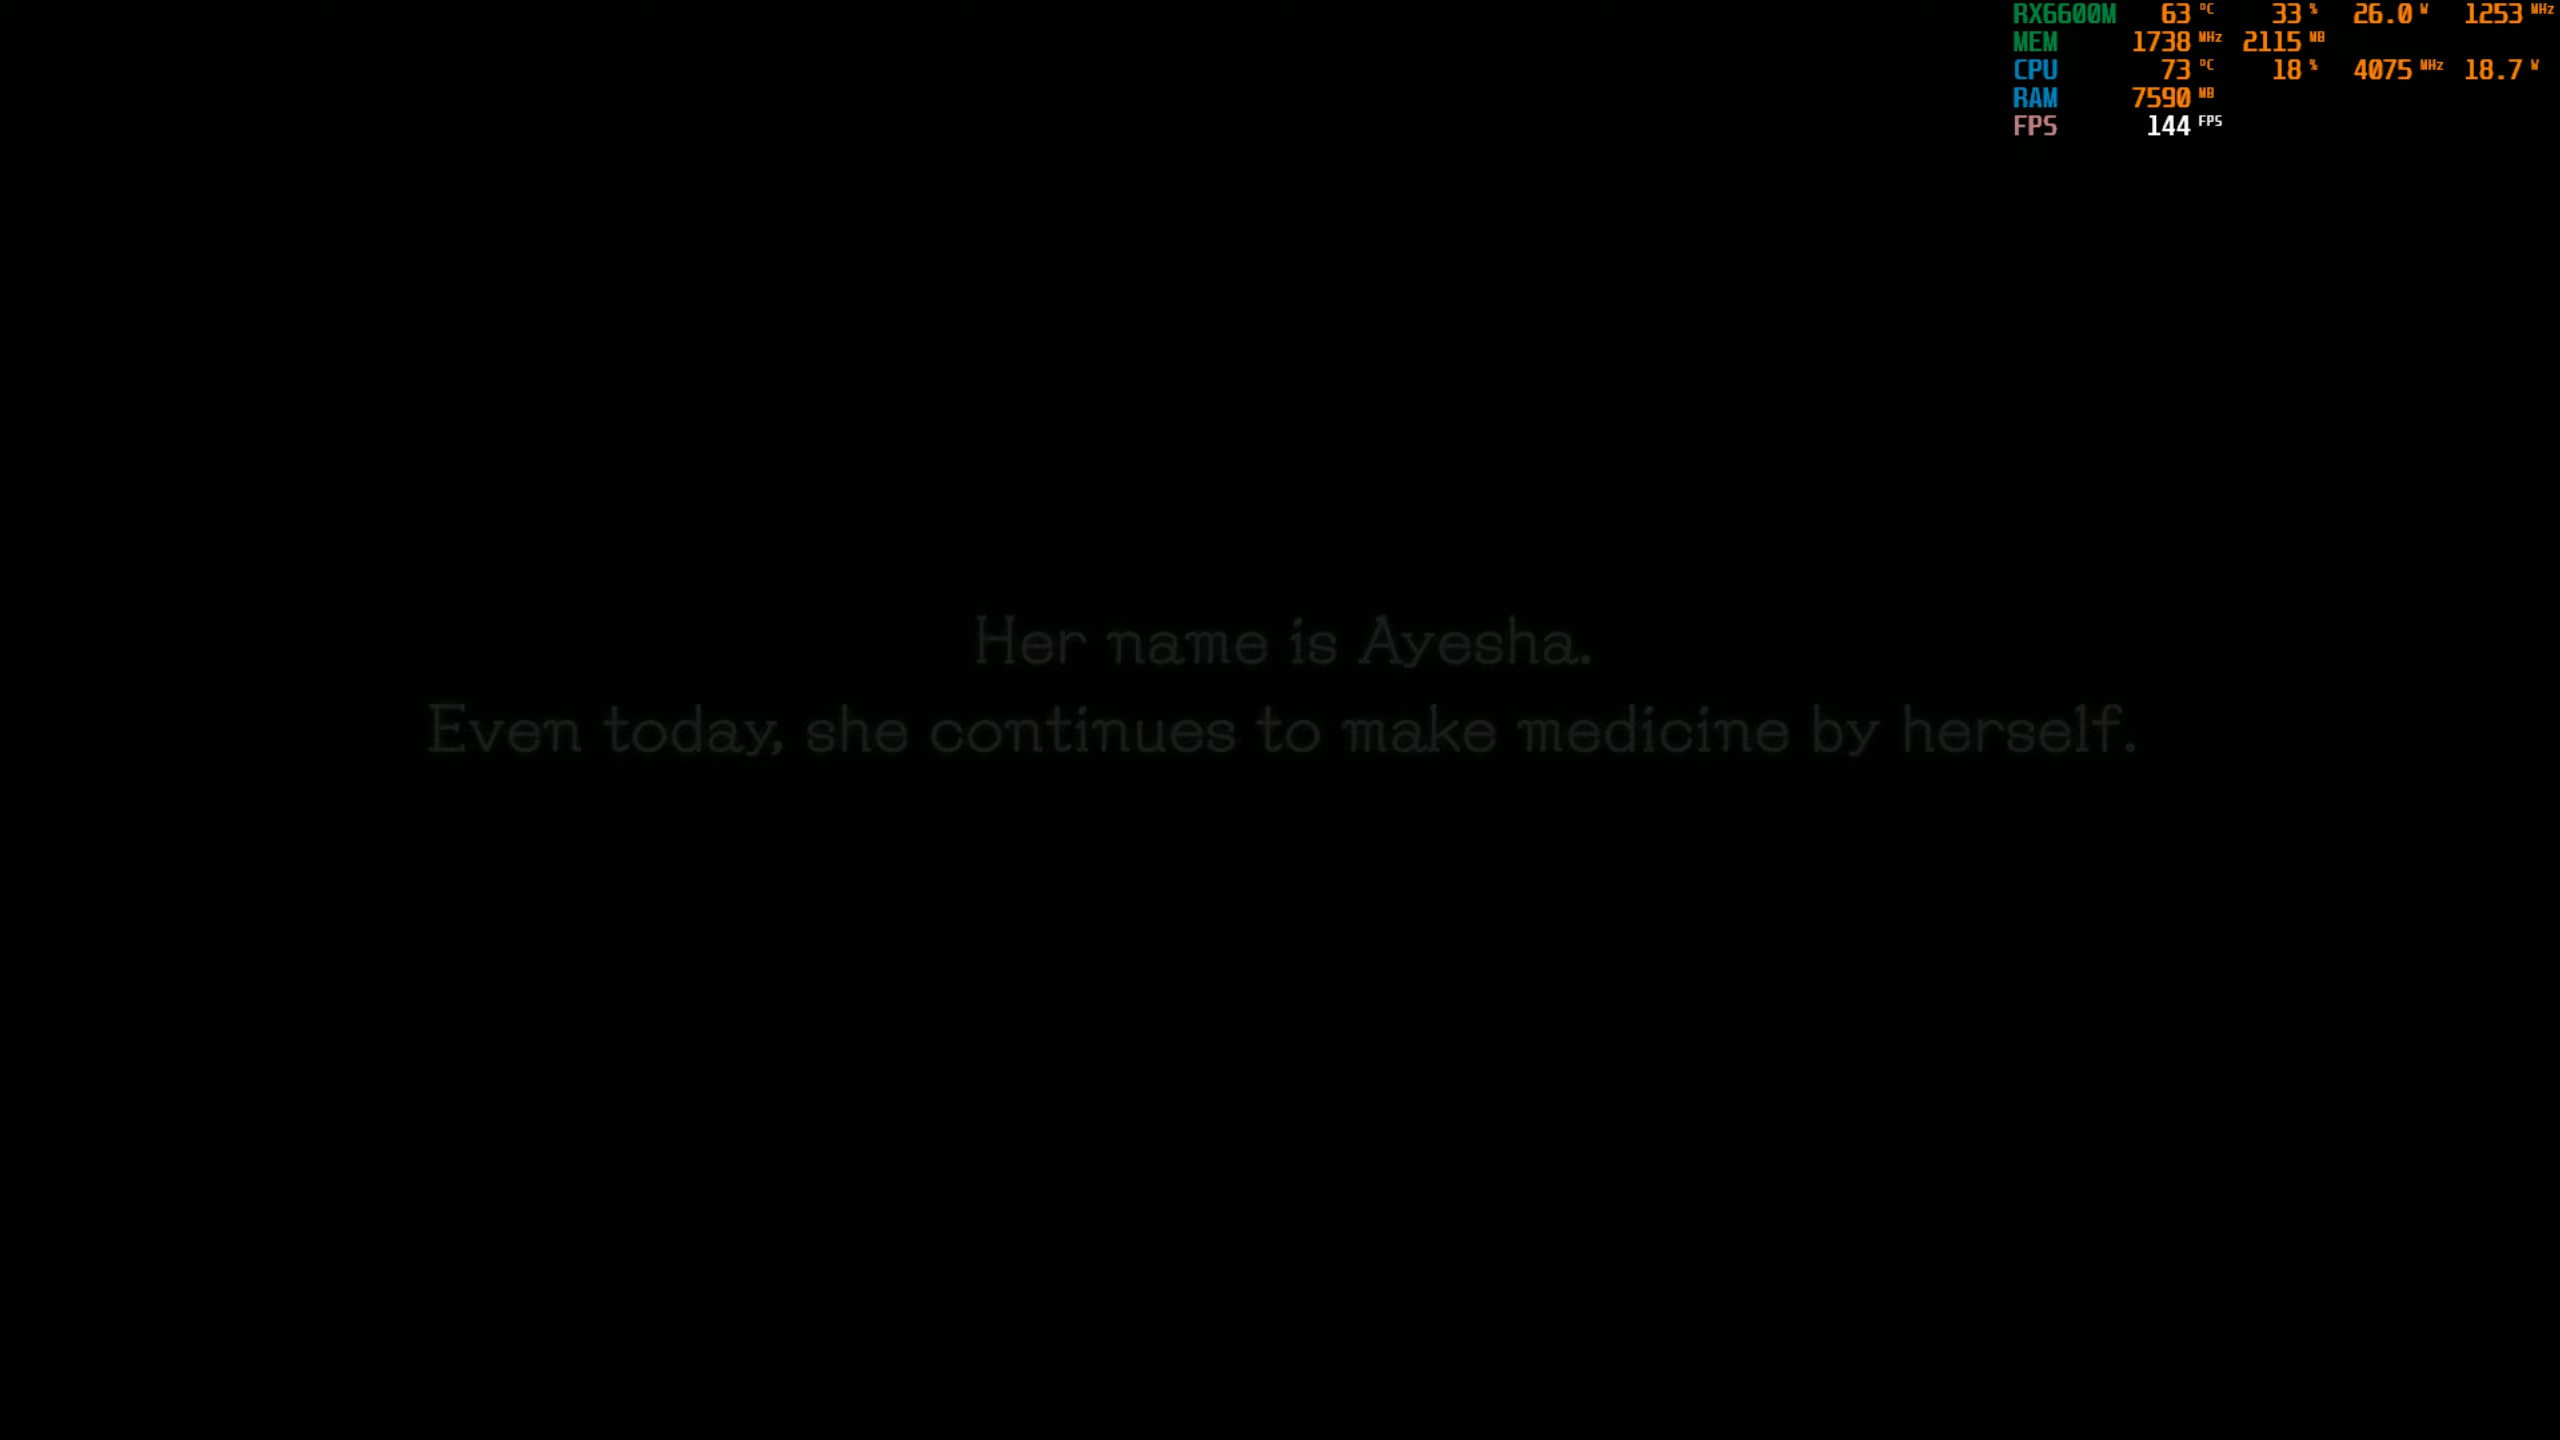 RX6600M 63 °C 33 % 26.0 W 1253 MHz
MEM 1738 MHz 2115 MB
CPU 73 °C 18 % 4075 MHz 18.7 W
RAM 7590 MB
FPS 144 FPS
Her name is Ayesha.
Even today, she continues to make medicine by herself.